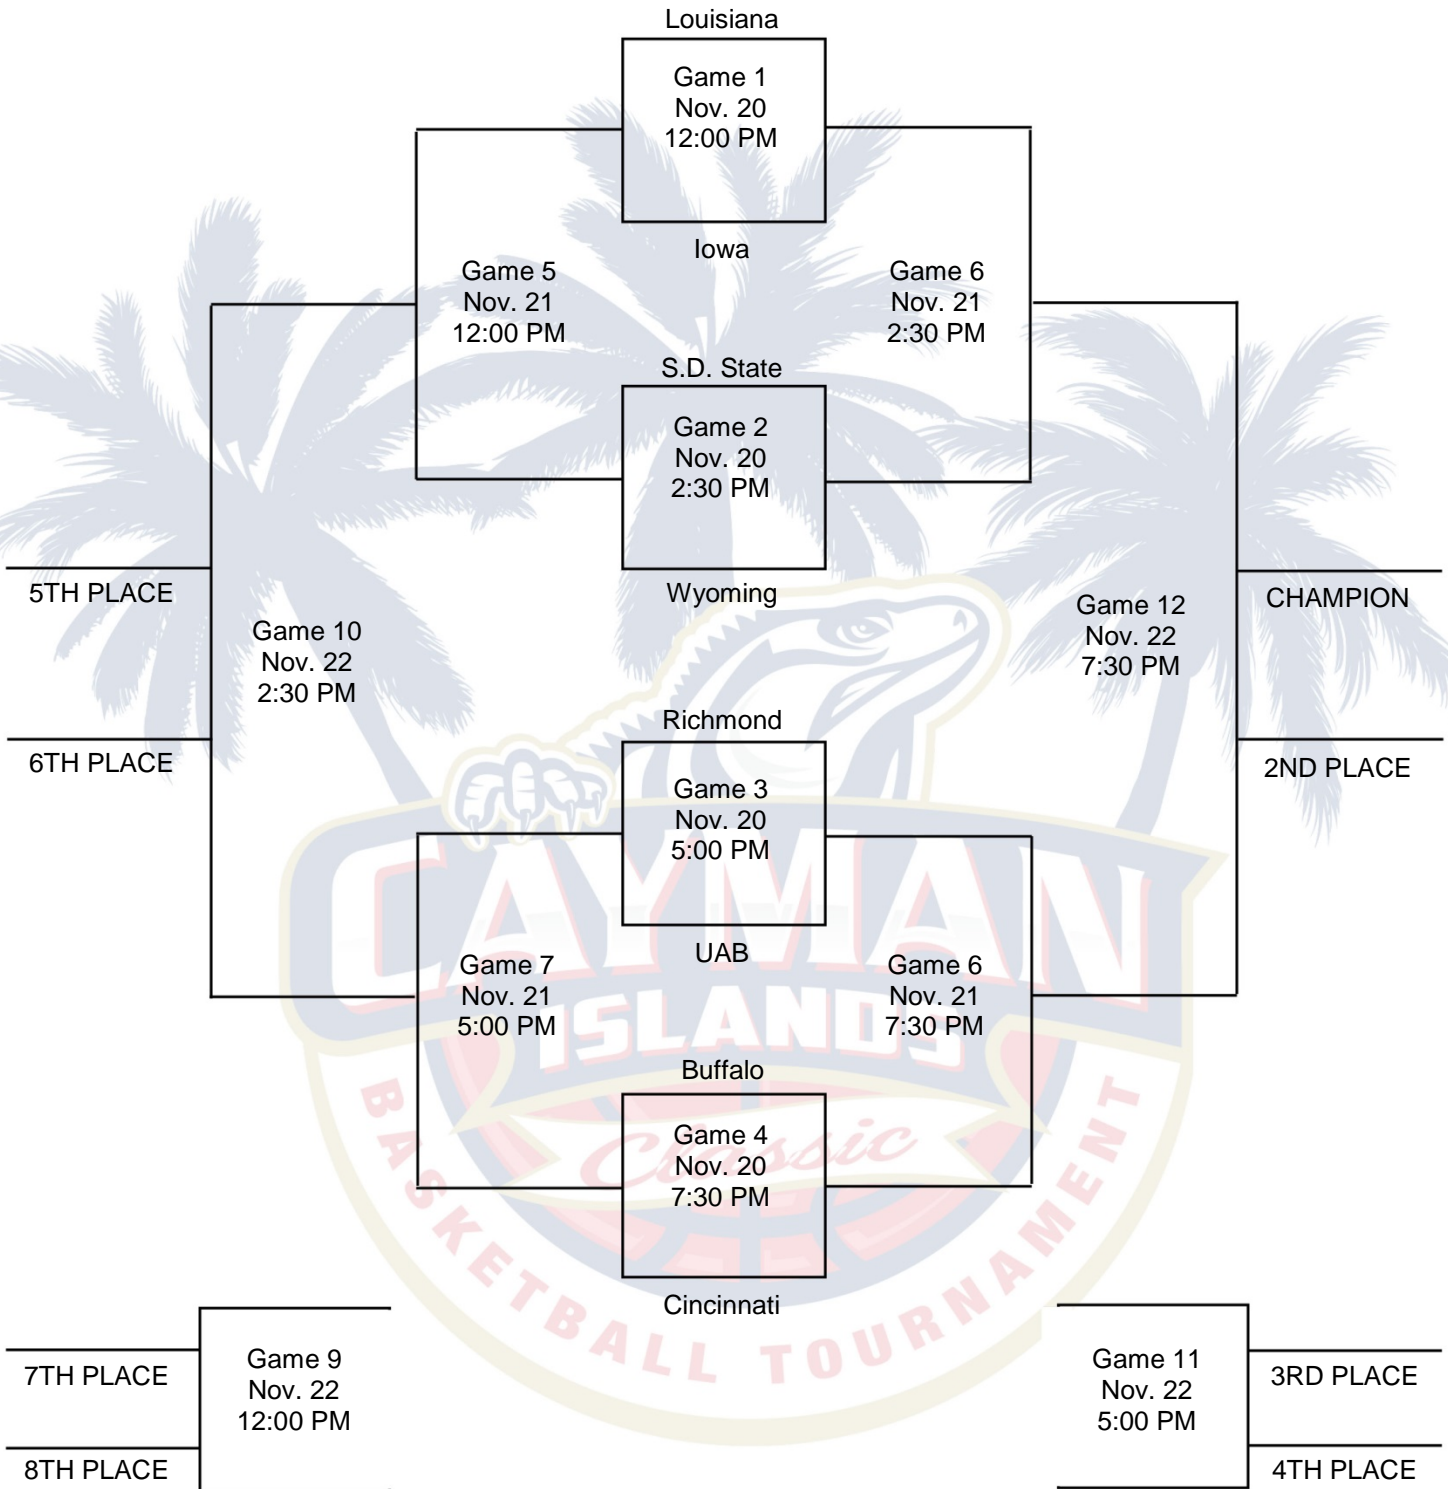 Louisiana
Game 1
Nov. 20
12:00 PM
Iowa
Game 5
Nov. 21
12:00 PM
Game 6
Nov. 21
2:30 PM
S.D. State
Game 2
Nov. 20
2:30 PM
Wyoming
5TH PLACE
Game 10
Nov. 22
2:30 PM
6TH PLACE
Game 12
Nov. 22
7:30 PM
CHAMPION
2ND PLACE
Richmond
Game 3
Nov. 20
5:00 PM
UAB
Game 7
Nov. 21
5:00 PM
Game 6
Nov. 21
7:30 PM
Buffalo
Game 4
Nov. 20
7:30 PM
Cincinnati
CAYMAN
ISLANDS
Classic
BASKETBALL TOURNAMENT
7TH PLACE
Game 9
Nov. 22
12:00 PM
8TH PLACE
Game 11
Nov. 22
5:00 PM
3RD PLACE
4TH PLACE